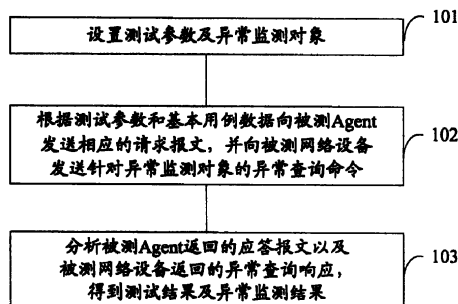 设置测试参数及异常监测对象
101
根据测试参数和基本用例数据向被测Agent
发送相应的请求报文，并向被测网络设备
发送针对异常监测对象的异常查询命令
102
分析被测Agent返回的应答报文以及
被测网络设备返回的异常查询响应，
得到测试结果及异常监测结果
103